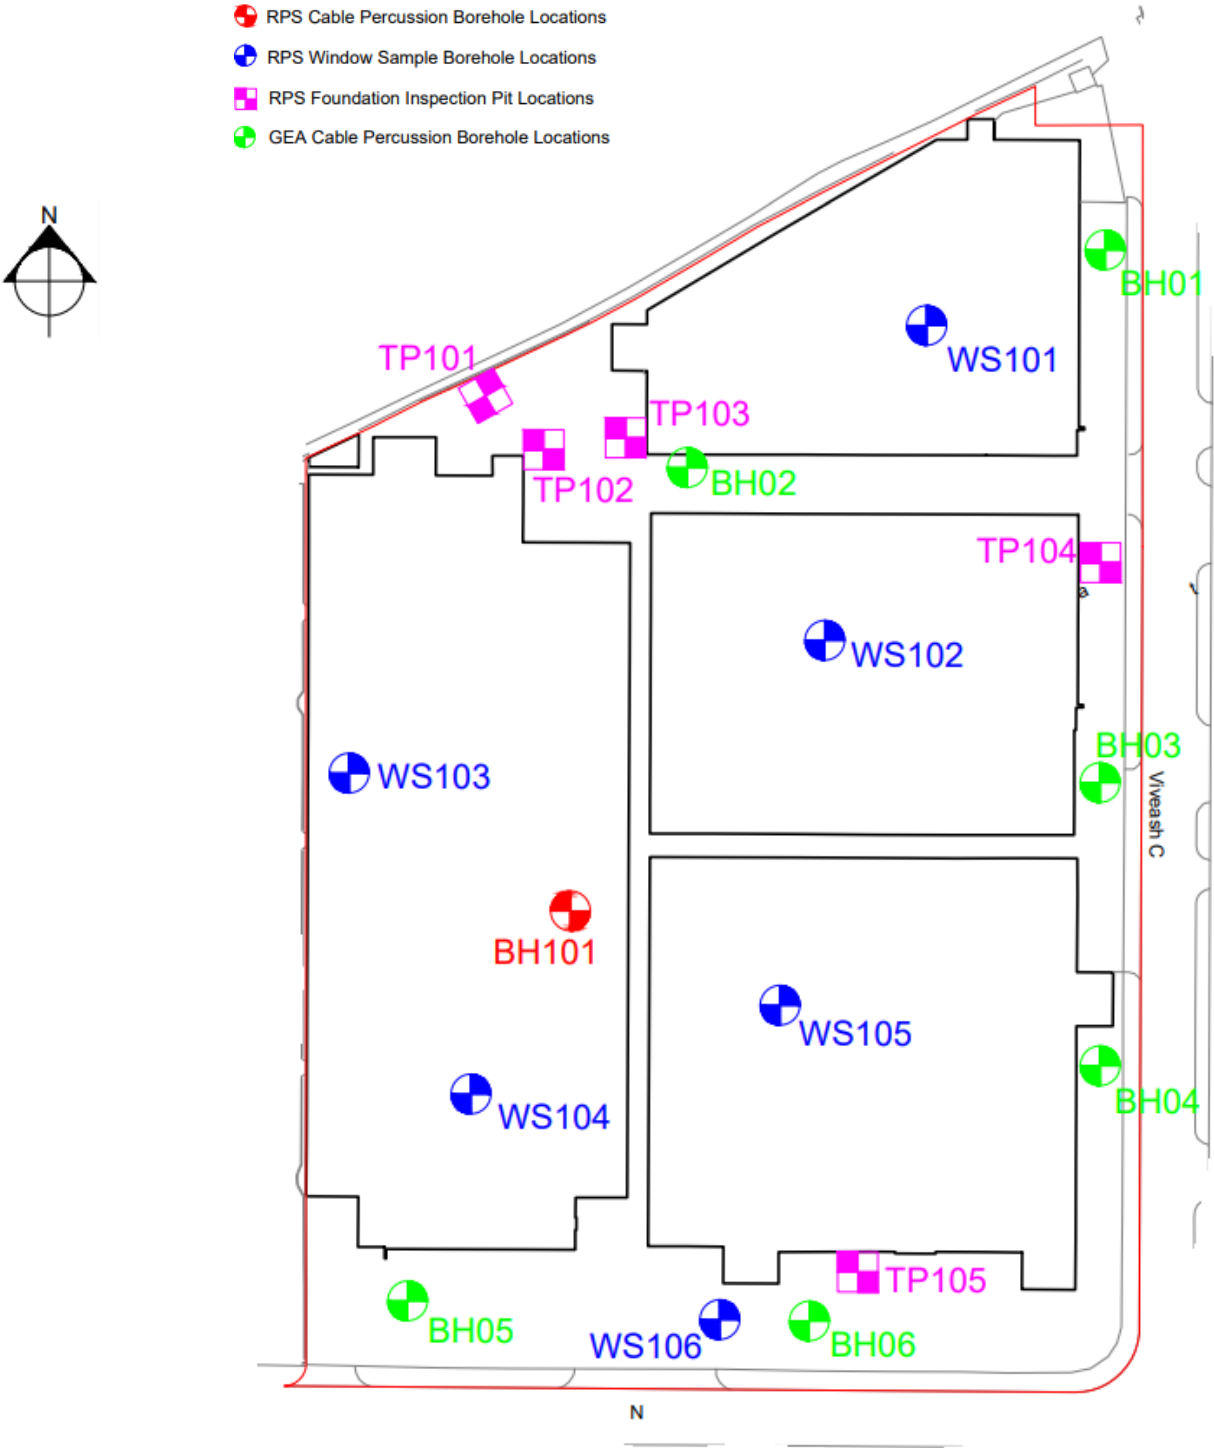 RPS Cable Percussion Borehole Locations
RPS Window Sample Borehole Locations
RPS Foundation Inspection Pit Locations
GEA Cable Percussion Borehole Locations
N
BH01
WS101
TP101
TP103
TP102
BH02
TP104
WS102
BH03
WS103
Viveash C
BH101
WS105
WS104
BH04
TP105
BH05
WS106
BH06
N